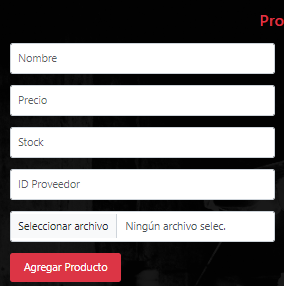 Pro
Nombre
Precio
Stock
ID Proveedor
Seleccionar archivo Ningún archivo selec.
Agregar Producto